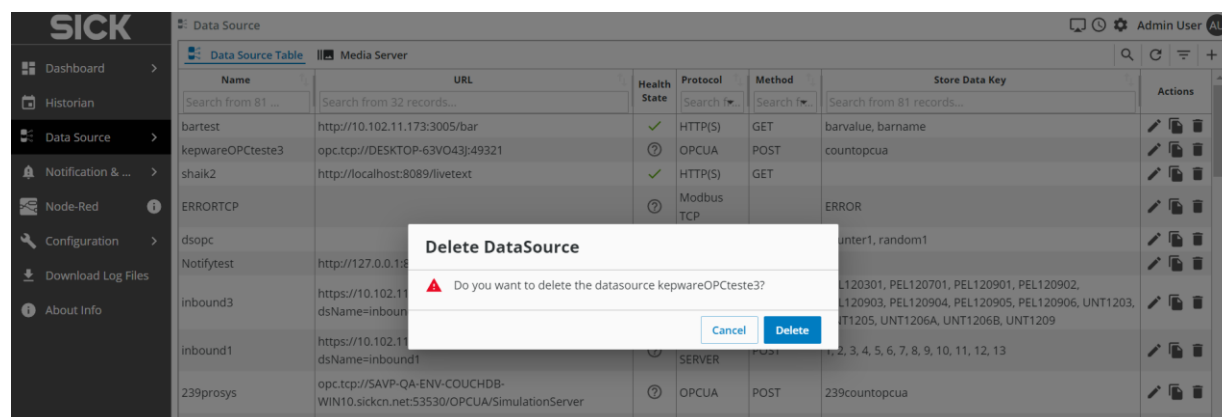 SICK
Data Source
Admin User
Dashboard
Historian
Data Source
Notification & ...
Node-Red
Configuration
Download Log Files
About Info
Data Source Table Media Server
Name URL Health State Protocol Method Store Data Key Actions
Search from 81 ... Search from 32 records... Search f... Search f... Search from 81 records...
bartest http://10.102.11.173:3005/bar HTTP(S) GET barvalue, barname
kepwareOPCteste3 opc.tcp://DESKTOP-63VO43J:49321 OPCUA POST countopcua
shaik2 http://localhost:8089/livetext HTTP(S) GET
ERRORTCP Modbus TCP ERROR
dsopc unter1, random1
Notifytest http://127.0.0.1:8
inbound3 https://10.102.11
dsName=inboun
L120301, PEL120701, PEL120901, PEL120902,
L120903, PEL120904, PEL120905, PEL120906, UNT1203,
NT1205, UNT1206A, UNT1206B, UNT1209
Delete DataSource
Do you want to delete the datasource kepwareOPCteste3?
Cancel Delete
inbound1 https://10.102.11
dsName=inbound1
SERVER POST 1, 2, 3, 4, 5, 6, 7, 8, 9, 10, 11, 12, 13
239prosys opc.tcp://SAVP-QA-ENV-COUCHDB-
WIN10.sickcn.net:53530/OPCUA/SimulationServer
OPCUA POST 239countopcua